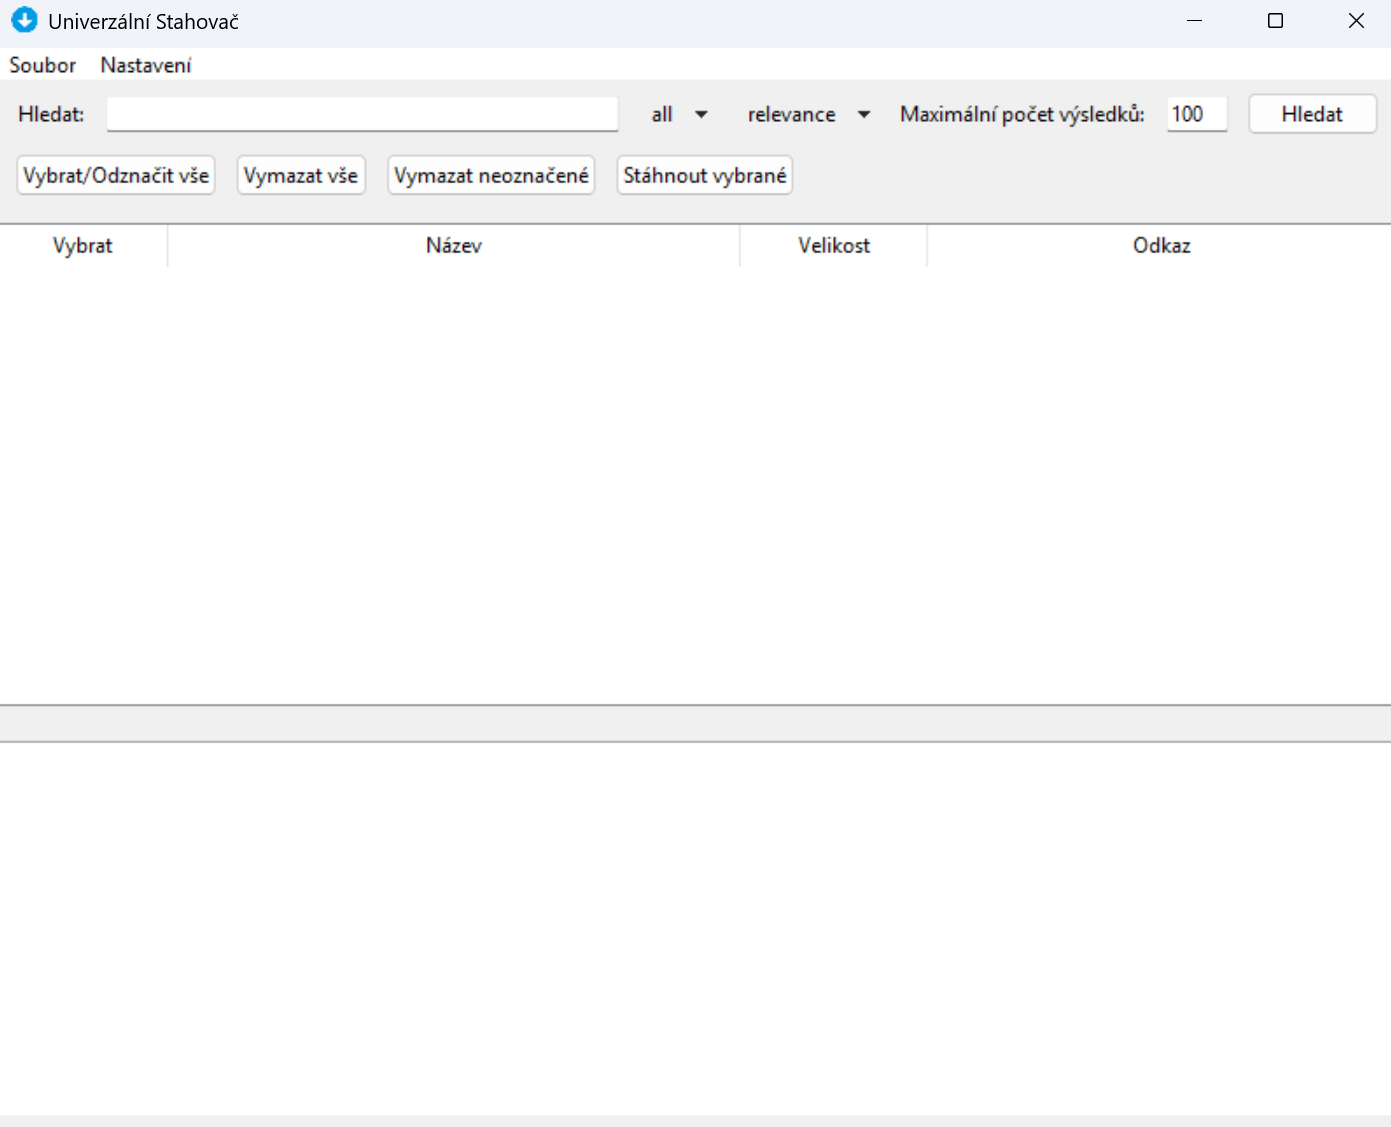 Univerzální Stahovač
Soubor Nastavení
Hledat: all relevance Maximální počet výsledků: 100 Hledat
Vybrat/Odznačit vše Vymazat vše Vymazat neoznačené Stáhnout vybrané
Vybrat Název Velikost Odkaz